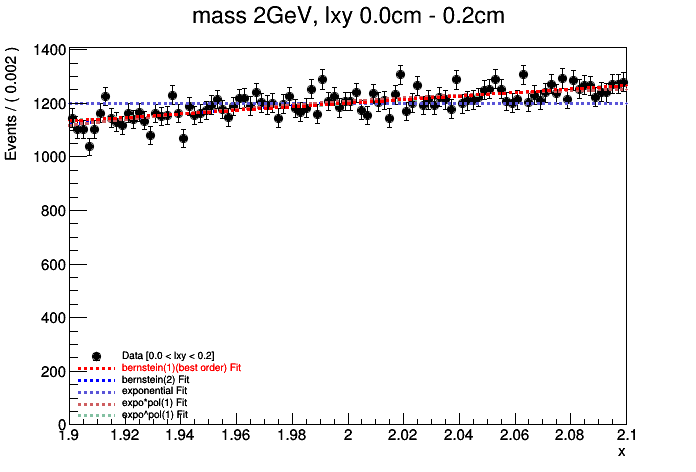 mass 2GeV, lxy 0.0cm - 0.2cm
Events / ( 0.002 )
1400
1200
1000
800
600
400
200
0
Data [0.0 < lxy < 0.2]
bernstein(1)(best order) Fit
bernstein(2) Fit
exponential Fit
expo*pol(1) Fit
expo^pol(1) Fit
1.9 1.92 1.94 1.96 1.98 2 2.02 2.04 2.06 2.08 2.1
x